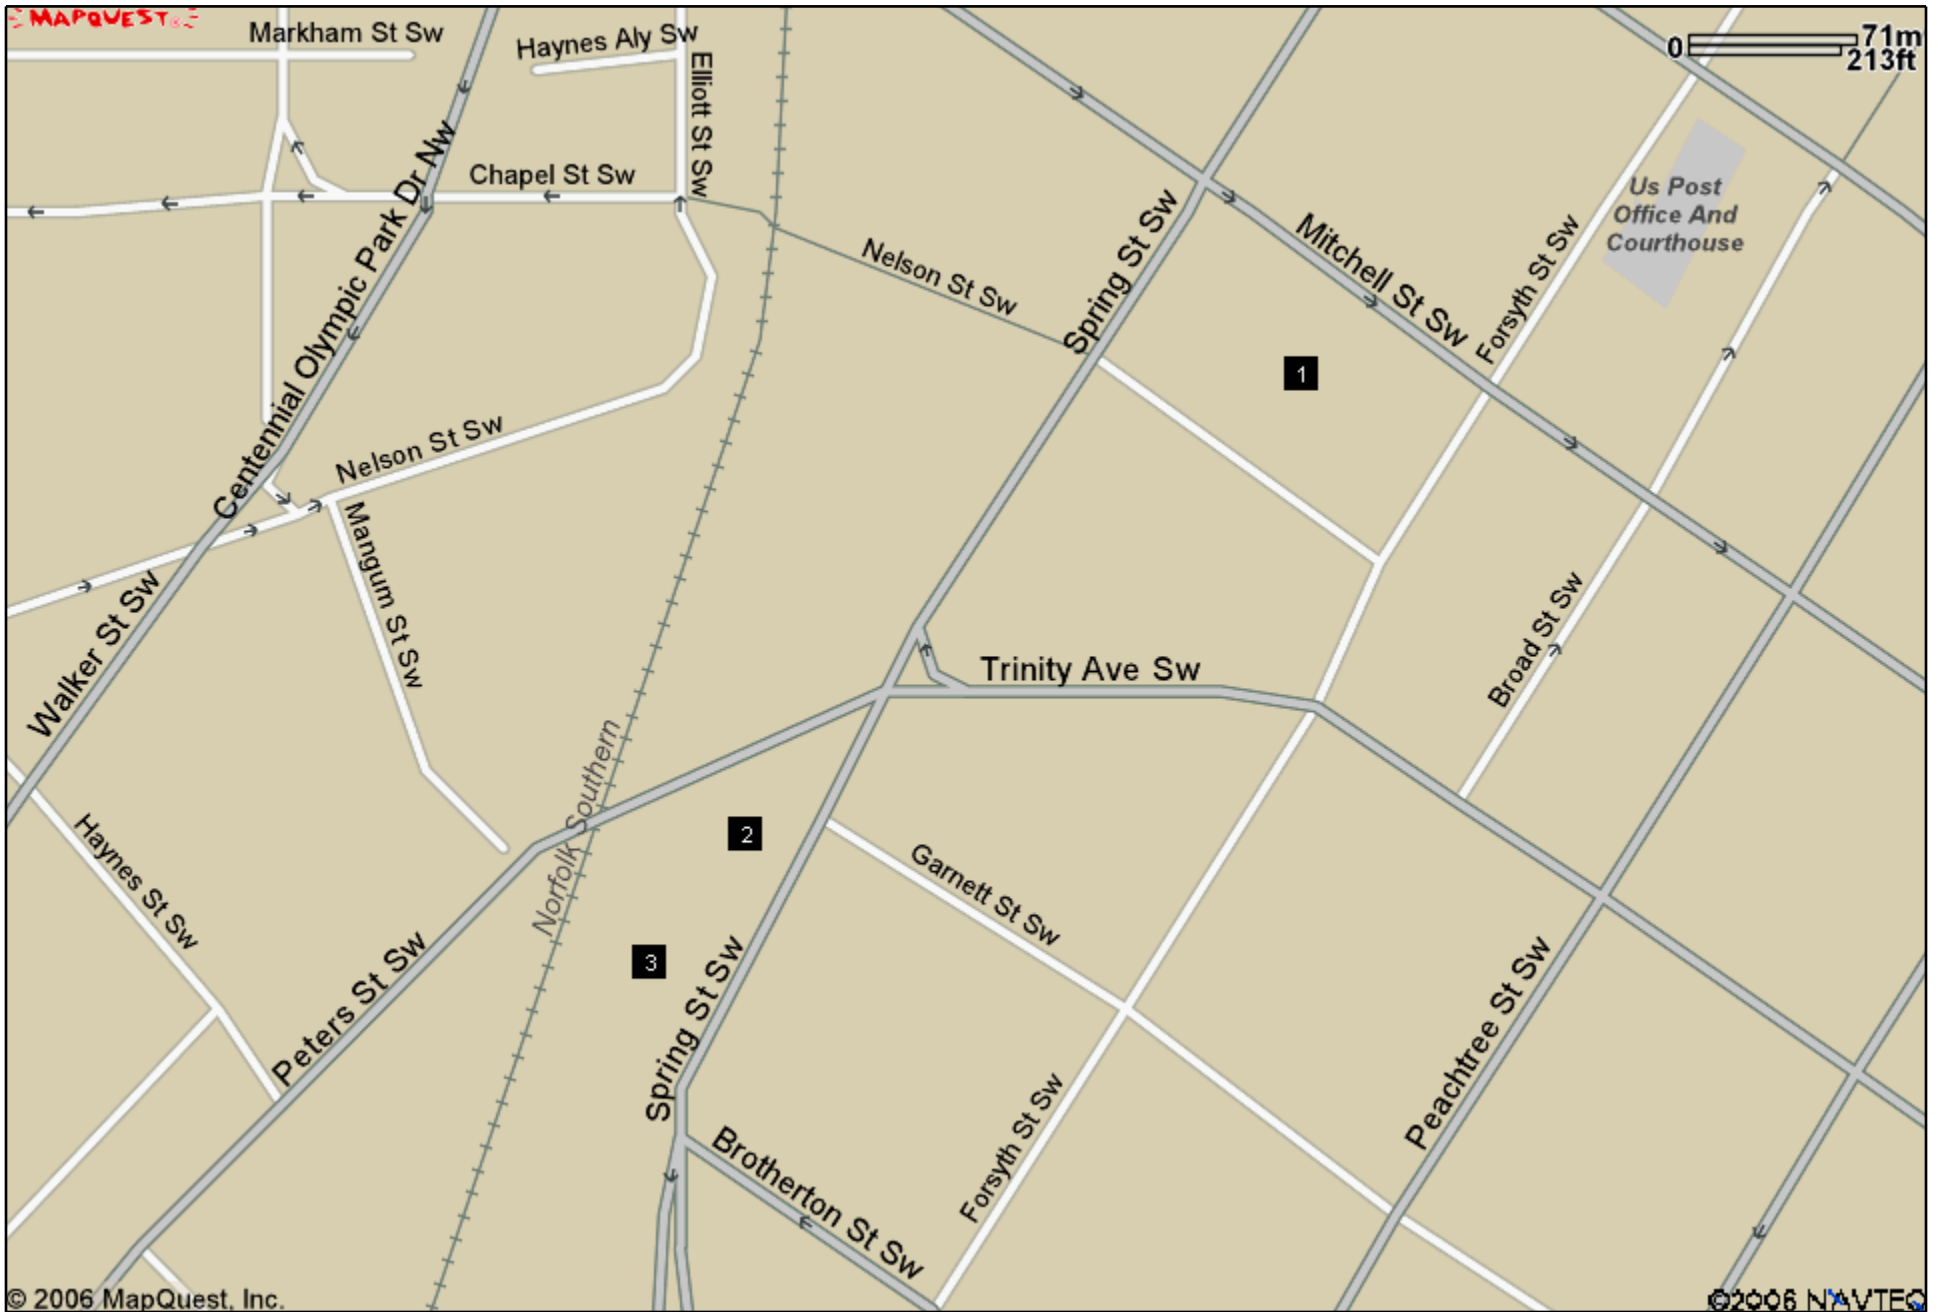 MAPQUEST
Markham St Sw
Haynes Aly Sw
Elliott St Sw
0 71m
213ft
Centennial Olympic Park Dr Nw
Chapel St Sw
Us Post
Office And
Courthouse
Nelson St Sw
Spring St Sw
Mitchell St Sw
Forsyth St Sw
1
Nelson St Sw
Mangum St Sw
Walker St Sw
Broad St Sw
Trinity Ave Sw
Norfolk Southern
2
Haynes St Sw
Garnett St Sw
3
Peters St Sw
Spring St Sw
Peachtree St Sw
Forsyth St Sw
Brotherton St Sw
© 2006 MapQuest, Inc.
©2006 NAVTEQ